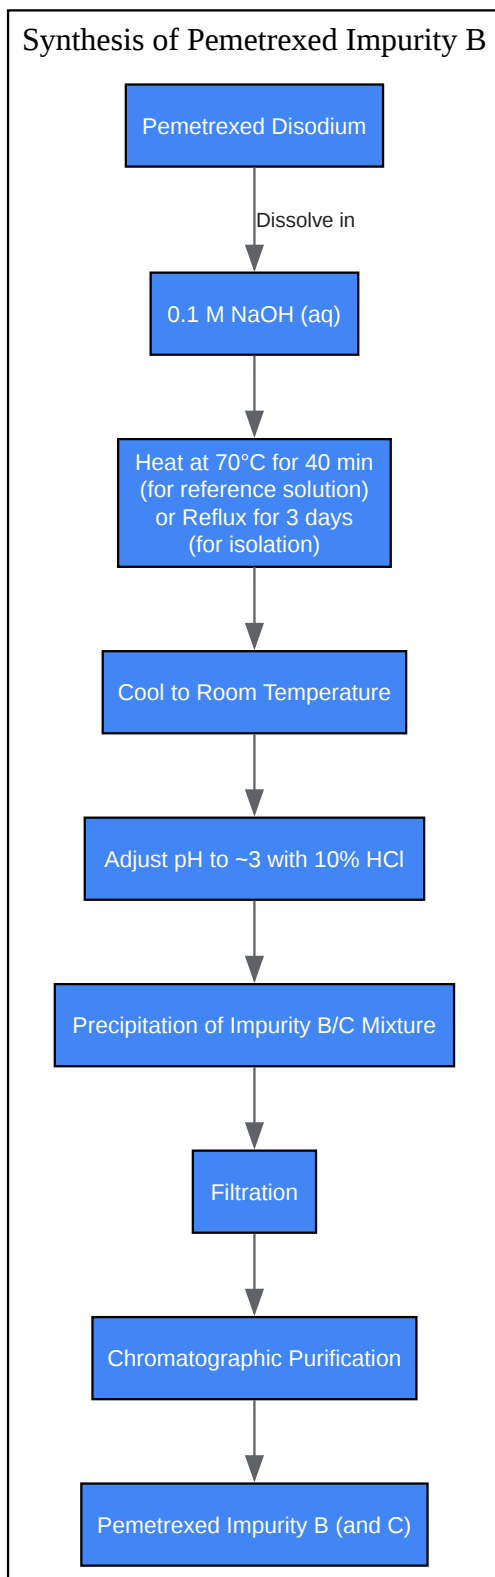 Synthesis of Pemetrexed Impurity B
Pemetrexed Disodium
Dissolve in
0.1 M NaOH (aq)
Heat at 70°C for 40 min
(for reference solution)
or Reflux for 3 days
(for isolation)
Cool to Room Temperature
Adjust pH to ~3 with 10% HCl
Precipitation of Impurity B/C Mixture
Filtration
Chromatographic Purification
Pemetrexed Impurity B (and C)